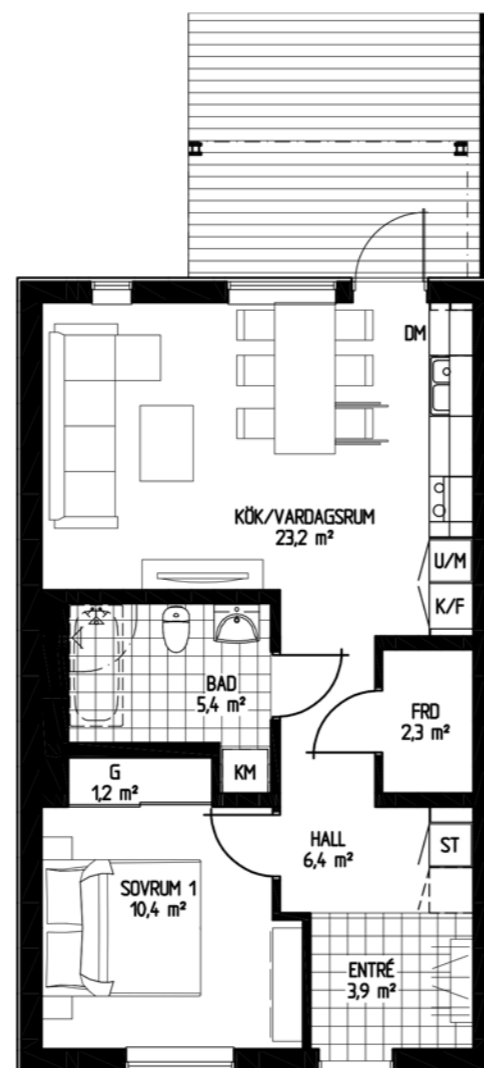 DM
KÖK/VARDAGSRUM
23,2 m²
U/M
K/F
BAD
5,4 m²
FRD
2,3 m²
KM
G
1,2 m²
HALL
6,4 m²
ST
SOVRUM 1
10,4 m²
ENTRÉ
3,9 m²